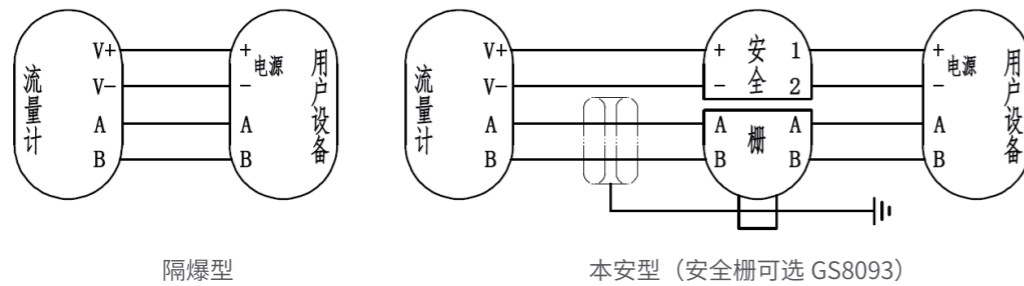 流量计
V+
V-
A
B
+
电源
-
A
B
用户设备
流量计
V+
V-
A
B
+ 安 1
- 全 2
A 栅 A
B B
+
电源
-
A
B
用户设备
隔爆型
本安型（安全栅可选 GS8093）